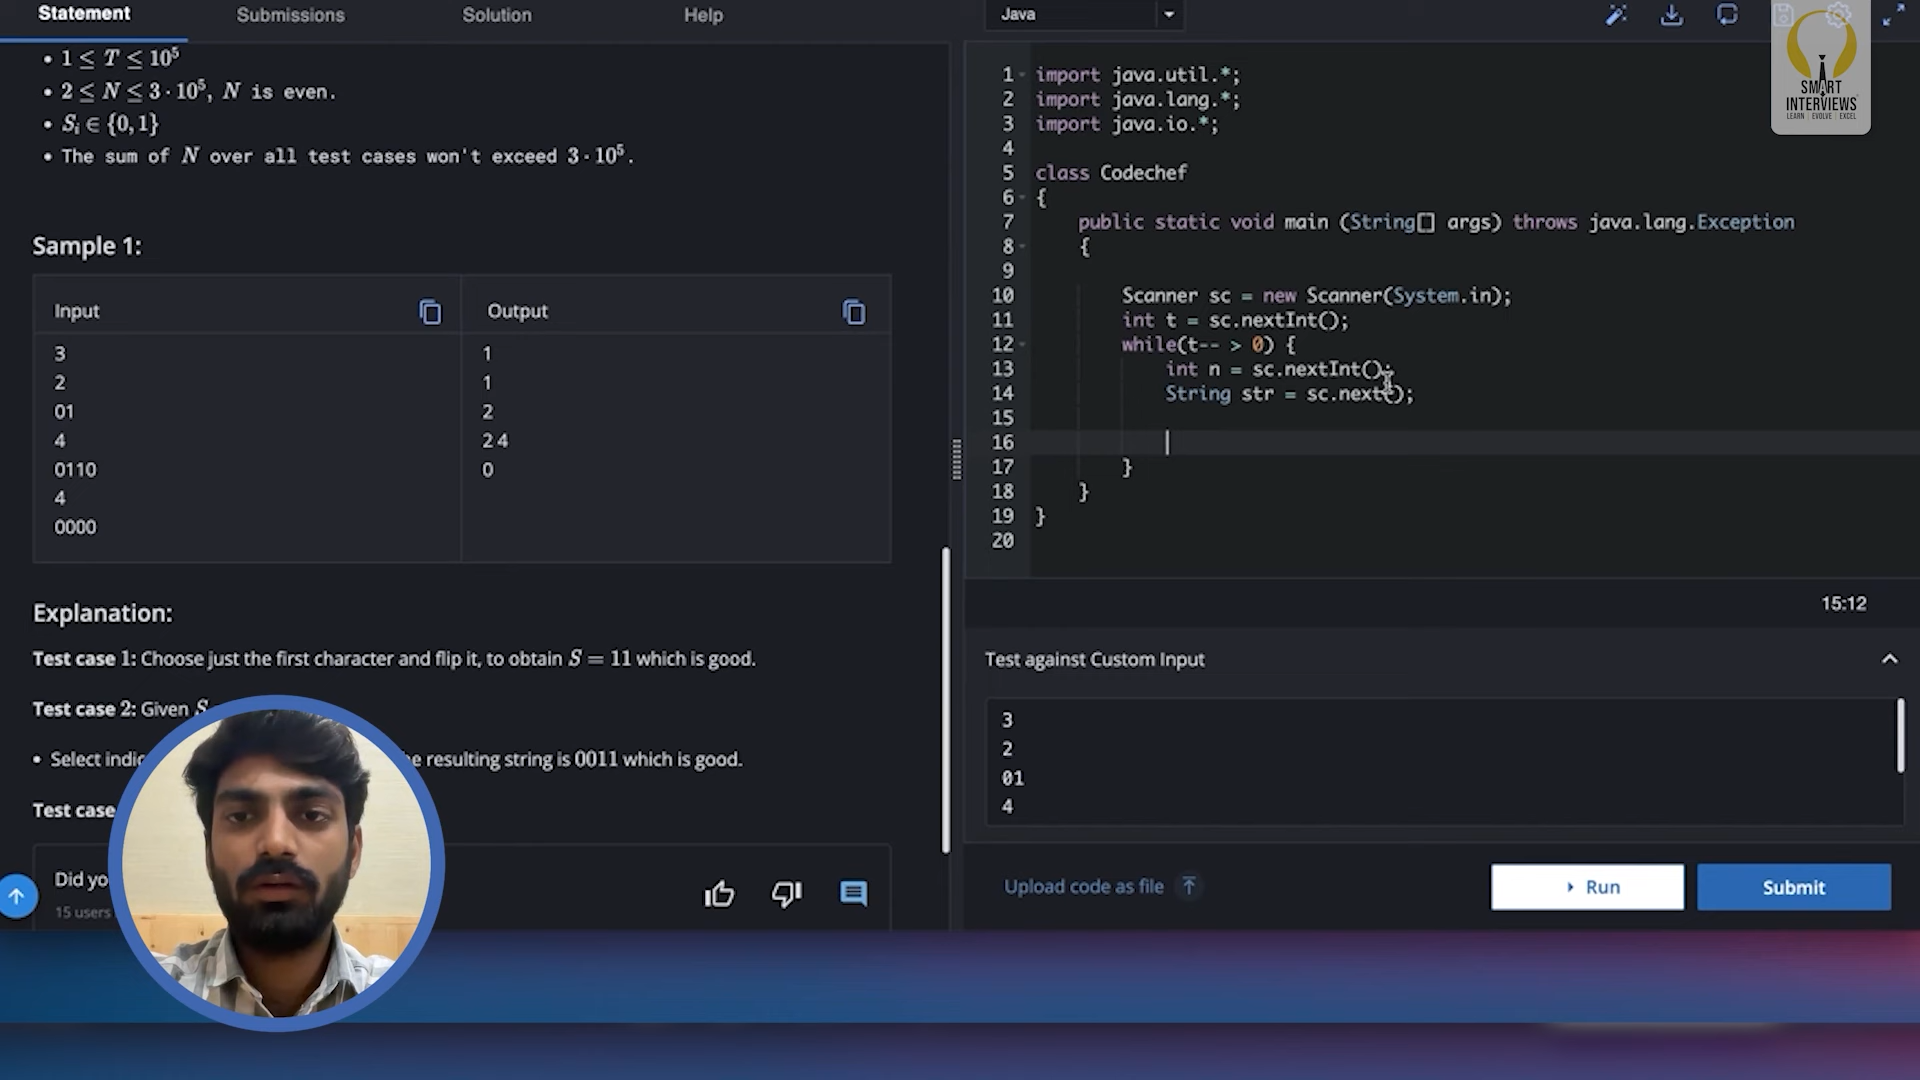 Statement
Submissions
Solution
Help
• 1 ≤ T ≤ 10⁵
• 2 ≤ N ≤ 3 · 10⁵, N is even.
• Sᵢ ∈ {0, 1}
• The sum of N over all test cases won't exceed 3 · 10⁵.
Sample 1:
Input
Output
3
2
01
4
0110
4
0000
1
1
2
2 4
0
Explanation:
Test case 1: Choose just the first character and flip it, to obtain S = 11 which is good.
Test case 2: Given S
• Select
resulting string is 0011 which is good.
Test case
Did
15 users
Java
SMART
INTERVIEWS
LEARN | EVOLVE | EXCEL
1 import java.util.*;
2 import java.lang.*;
3 import java.io.*;
4
5 class Codechef
6 {
7 public static void main (String[] args) throws java.lang.Exception
8 {
9
10 Scanner sc = new Scanner(System.in);
11 int t = sc.nextInt();
12 while(t-- > 0) {
13 int n = sc.nextInt();
14 String str = sc.next();
15
16
17 }
18 }
19 }
20
15:12
Test against Custom Input
3
2
01
4
Upload code as file
Run
Submit